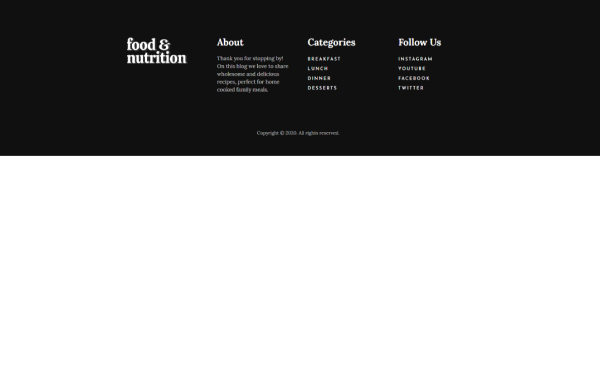 food &
nutrition
About
Thank you for stopping by!
On this blog we love to share
wholesome and delicious
recipes, perfect for home
cooked family meals.
Categories
BREAKFAST
LUNCH
DINNER
DESSERTS
Follow Us
INSTAGRAM
YOUTUBE
FACEBOOK
TWITTER
Copyright © 2020. All rights reserved.